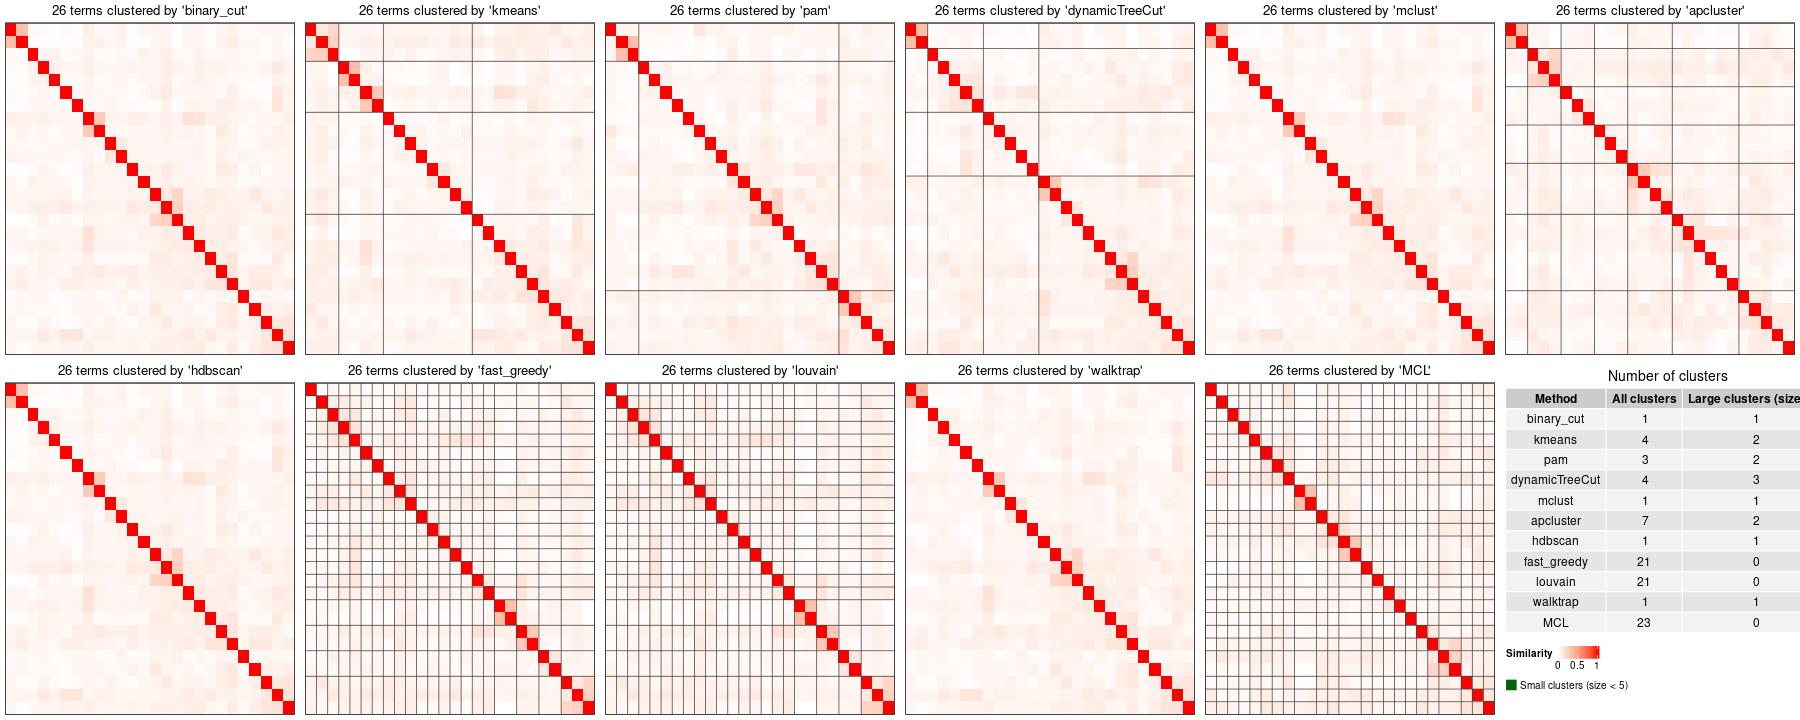 26 terms clustered by 'binary_cut'
26 terms clustered by 'kmeans'
26 terms clustered by 'pam'
26 terms clustered by 'dynamicTreeCut'
26 terms clustered by 'mclust'
26 terms clustered by 'apcluster'
26 terms clustered by 'hdbscan'
26 terms clustered by 'fast_greedy'
26 terms clustered by 'louvain'
26 terms clustered by 'walktrap'
26 terms clustered by 'MCL'
Number of clusters
Method All clusters Large clusters (size
binary_cut 1 1
kmeans 4 2
pam 3 2
dynamicTreeCut 4 3
mclust 1 1
apcluster 7 2
hdbscan 1 1
fast_greedy 21 0
louvain 21 0
walktrap 1 1
MCL 23 0
Similarity
0 0.5 1
Small clusters (size < 5)